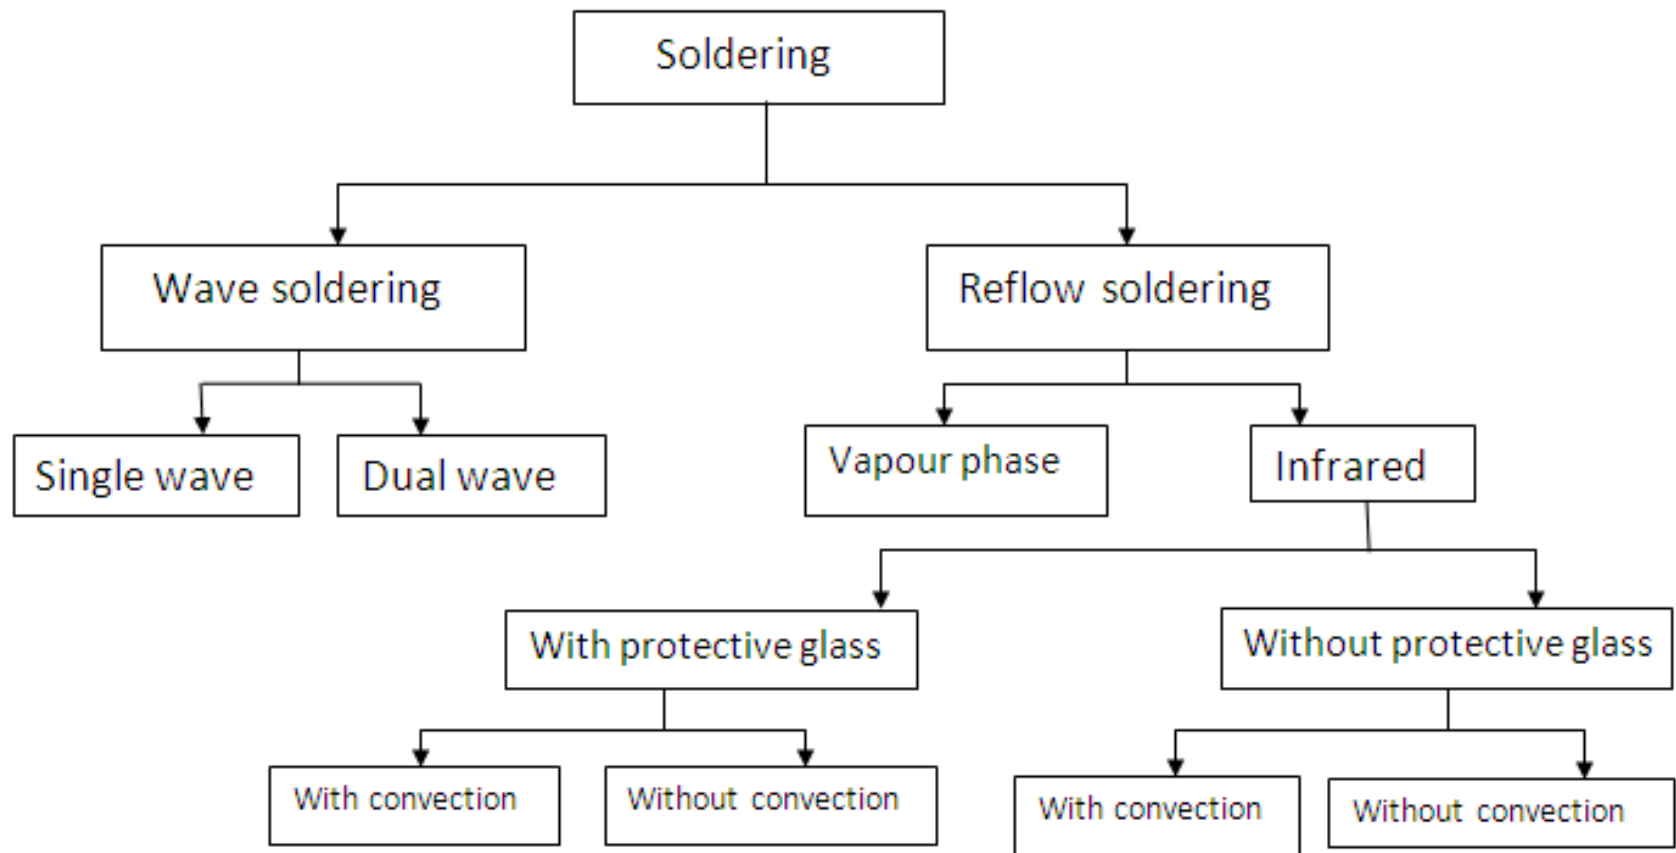 Soldering
Wave soldering
Reflow soldering
Single wave
Dual wave
Vapour phase
Infrared
With protective glass
Without protective glass
With convection
Without convection
With convection
Without convection